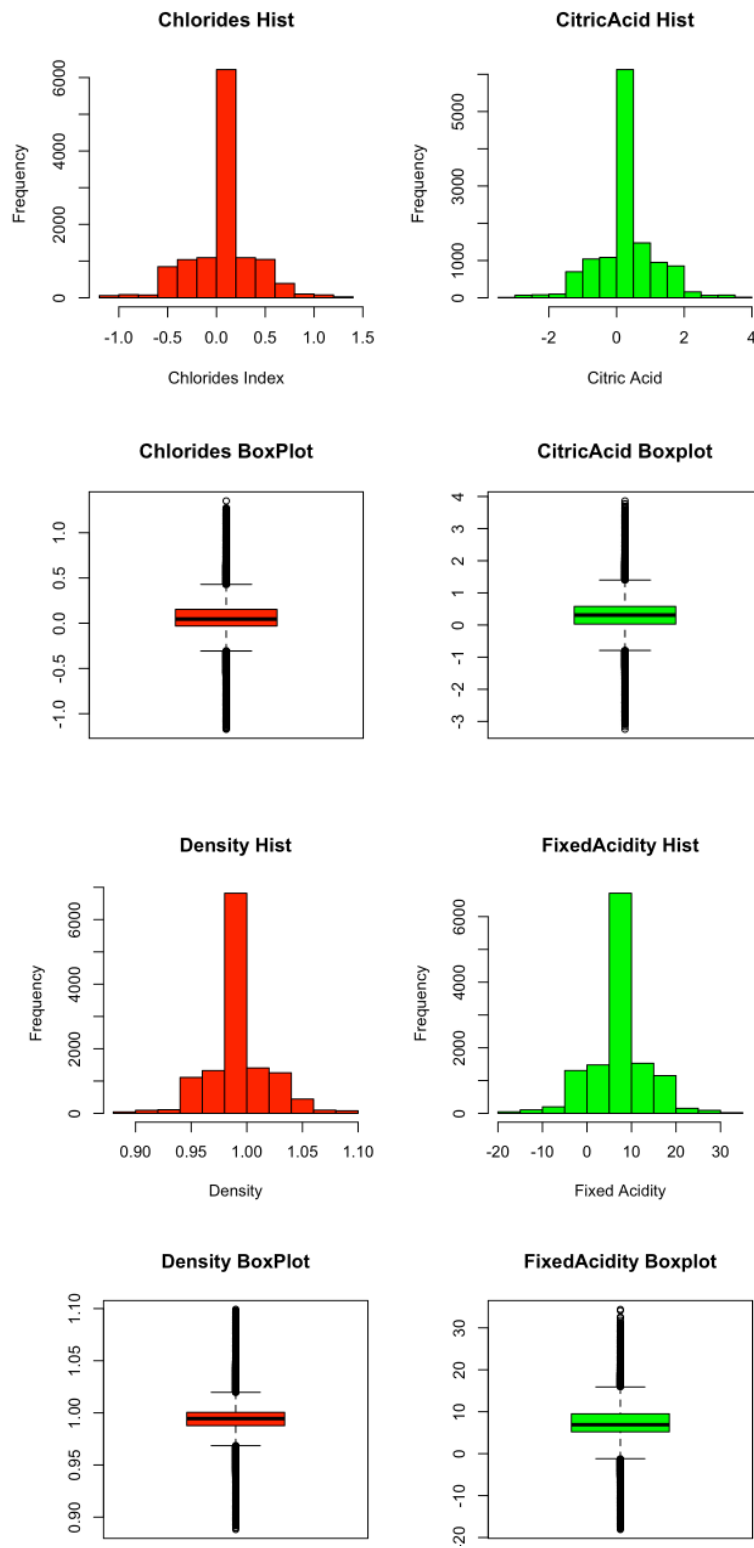 Chlorides Hist
Frequency
0 2000 4000 6000
-1.0 -0.5 0.0 0.5 1.0 1.5
Chlorides Index
CitricAcid Hist
Frequency
0 1000 3000 5000
-2 0 2 4
Citric Acid
Chlorides BoxPlot
-1.0 -0.5 0.0 0.5 1.0
CitricAcid Boxplot
-3 -2 -1 0 1 2 3 4
Density Hist
Frequency
0 2000 4000 6000
0.90 0.95 1.00 1.05 1.10
Density
FixedAcidity Hist
Frequency
0 2000 4000 6000
-20 -10 0 10 20 30
Fixed Acidity
Density BoxPlot
0.90 0.95 1.00 1.05 1.10
FixedAcidity Boxplot
-20 -10 0 10 20 30